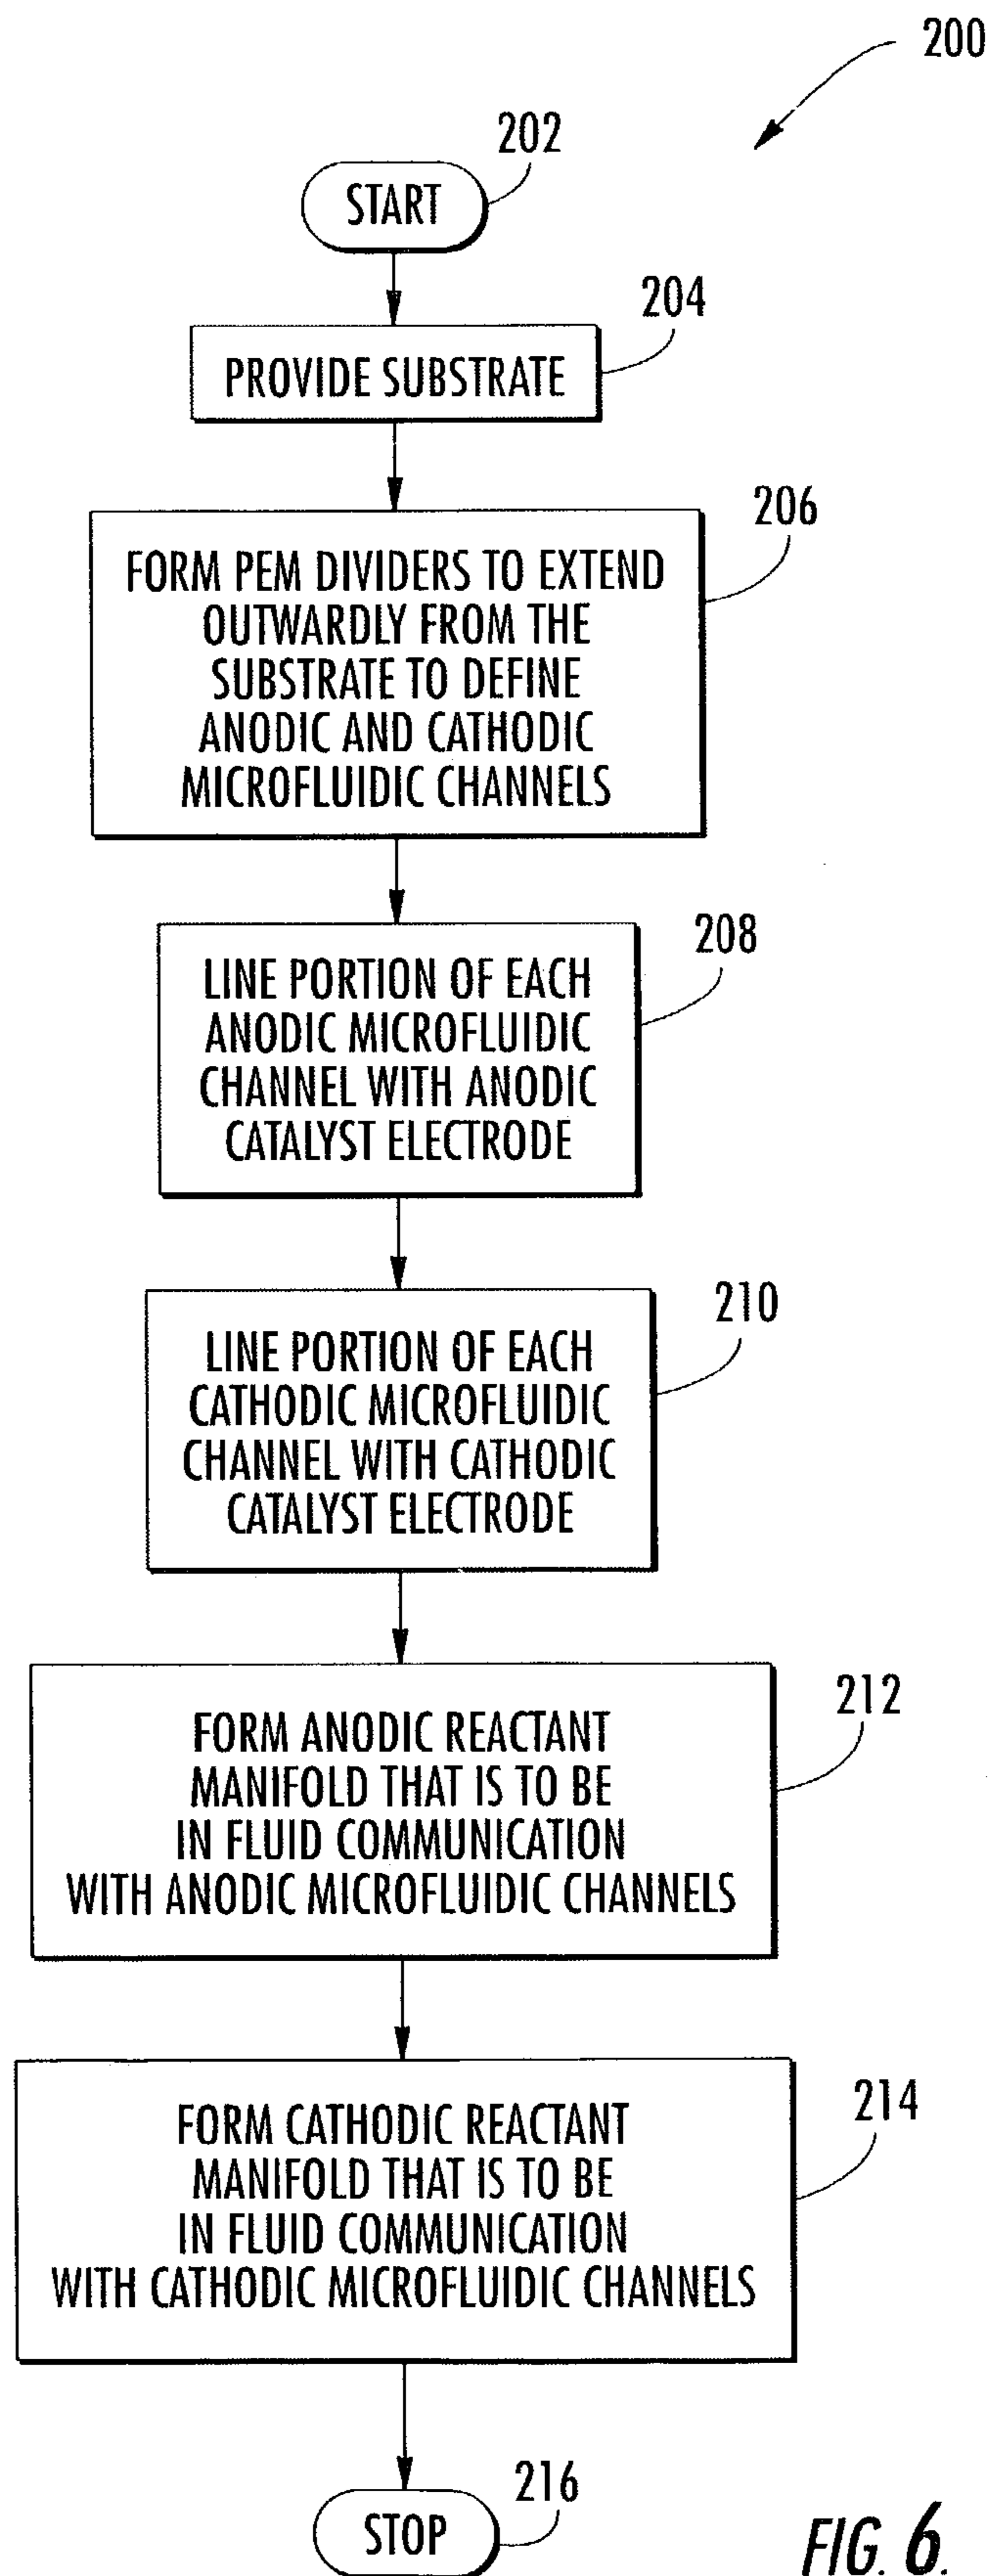 200
202
START
204
PROVIDE SUBSTRATE
206
FORM PEM DIVIDERS TO EXTEND
OUTWARDLY FROM THE
SUBSTRATE TO DEFINE
ANODIC AND CATHODIC
MICROFLUIDIC CHANNELS
208
LINE PORTION OF EACH
ANODIC MICROFLUIDIC
CHANNEL WITH ANODIC
CATALYST ELECTRODE
210
LINE PORTION OF EACH
CATHODIC MICROFLUIDIC
CHANNEL WITH CATHODIC
CATALYST ELECTRODE
212
FORM ANODIC REACTANT
MANIFOLD THAT IS TO BE
IN FLUID COMMUNICATION
WITH ANODIC MICROFLUIDIC CHANNELS
214
FORM CATHODIC REACTANT
MANIFOLD THAT IS TO BE
IN FLUID COMMUNICATION
WITH CATHODIC MICROFLUIDIC CHANNELS
216
STOP
FIG. 6.